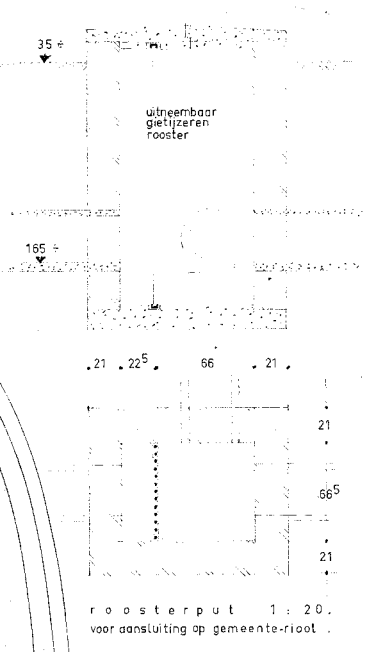 35 ÷
uitneembaar
gietijzeren
rooster
165 ÷
21 22⁵ 66 21
21
66⁵
21
roosterput 1:20.
voor aansluiting op gemeente-riool.